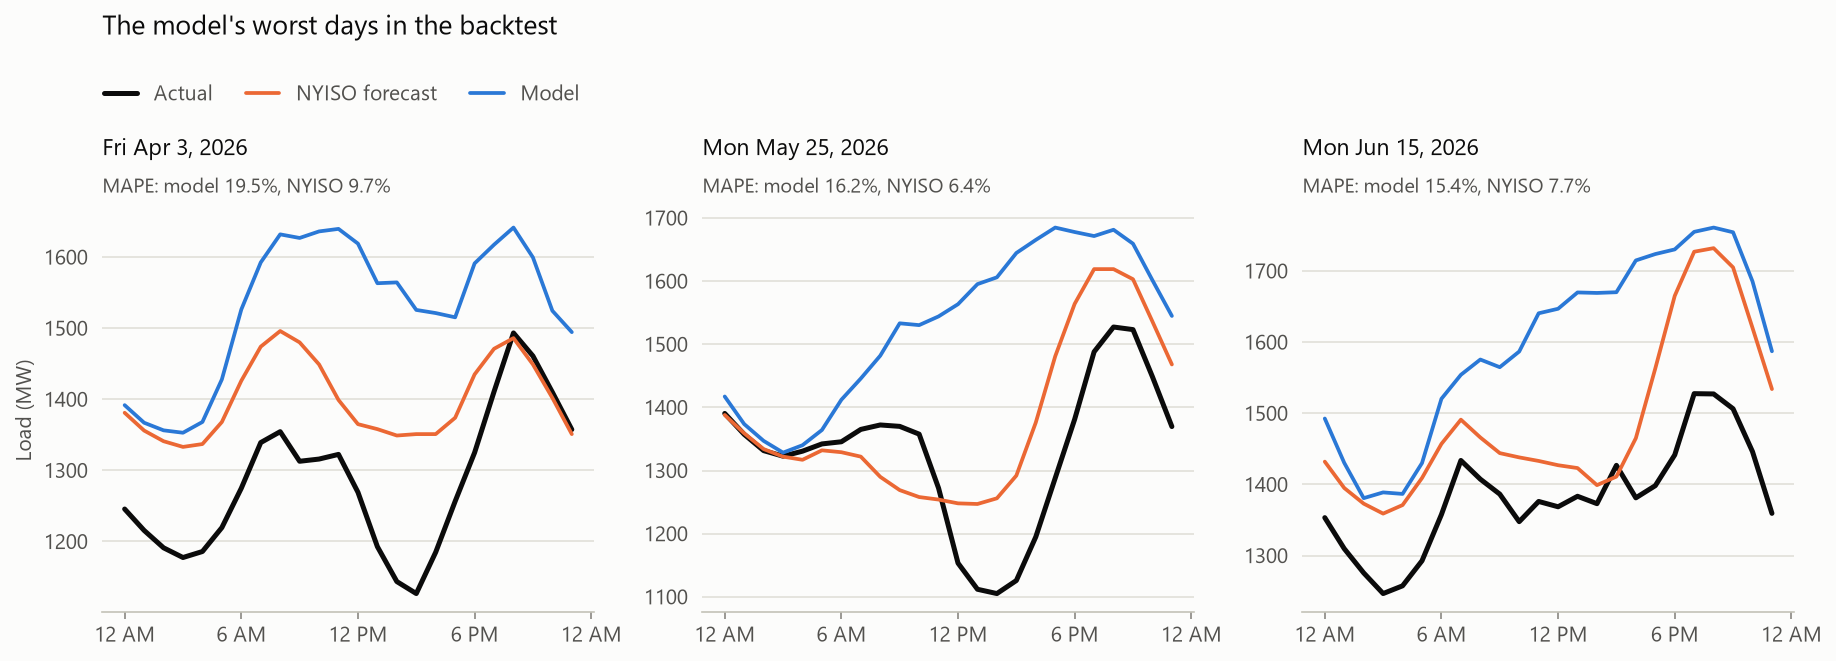 The model's worst days in the backtest
Actual NYISO forecast Model
Fri Apr 3, 2026
MAPE: model 19.5%, NYISO 9.7%
Load (MW)
1600
1500
1400
1300
1200
12 AM 6 AM 12 PM 6 PM 12 AM
Mon May 25, 2026
MAPE: model 16.2%, NYISO 6.4%
1700
1600
1500
1400
1300
1200
1100
12 AM 6 AM 12 PM 6 PM 12 AM
Mon Jun 15, 2026
MAPE: model 15.4%, NYISO 7.7%
1700
1600
1500
1400
1300
12 AM 6 AM 12 PM 6 PM 12 AM